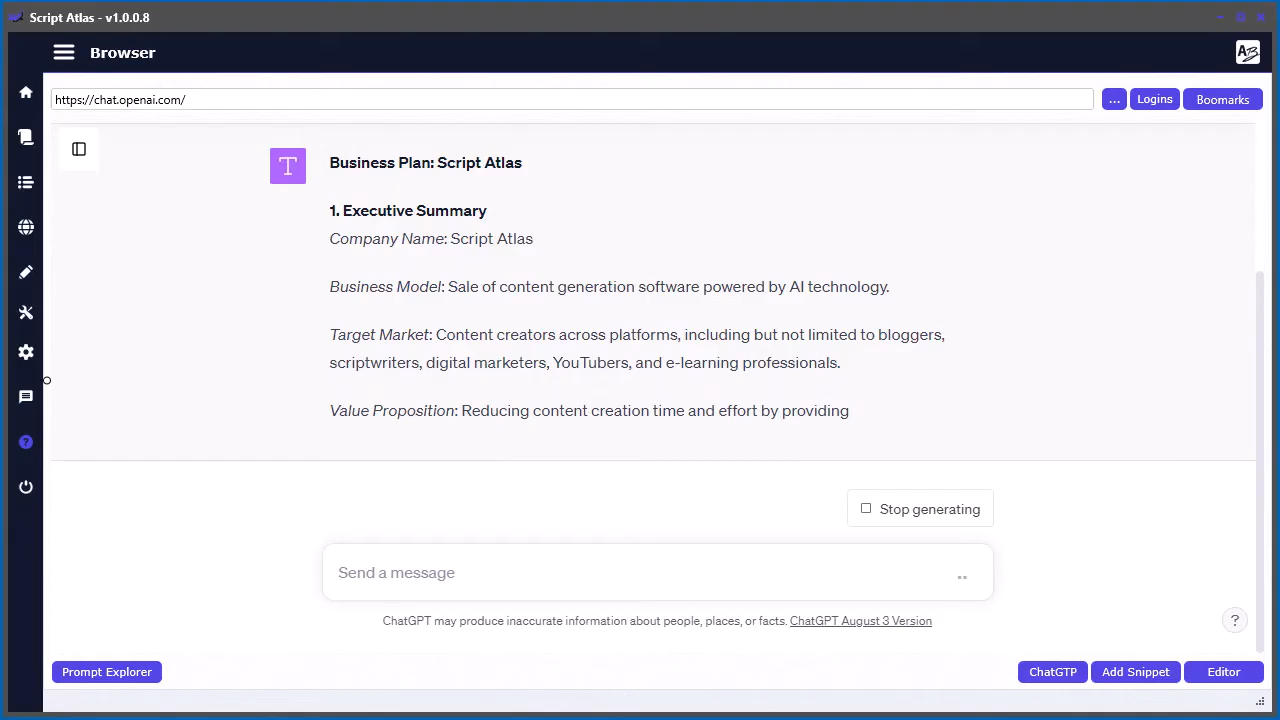 Script Atlas - v1.0.0.8
Browser
AB
https://chat.openai.com/
...
Logins
Boomarks
T
Business Plan: Script Atlas
1. Executive Summary
Company Name: Script Atlas
Business Model: Sale of content generation software powered by AI technology.
Target Market: Content creators across platforms, including but not limited to bloggers,
scriptwriters, digital marketers, YouTubers, and e-learning professionals.
Value Proposition: Reducing content creation time and effort by providing
Stop generating
Send a message
ChatGPT may produce inaccurate information about people, places, or facts. ChatGPT August 3 Version
?
Prompt Explorer
ChatGTP
Add Snippet
Editor